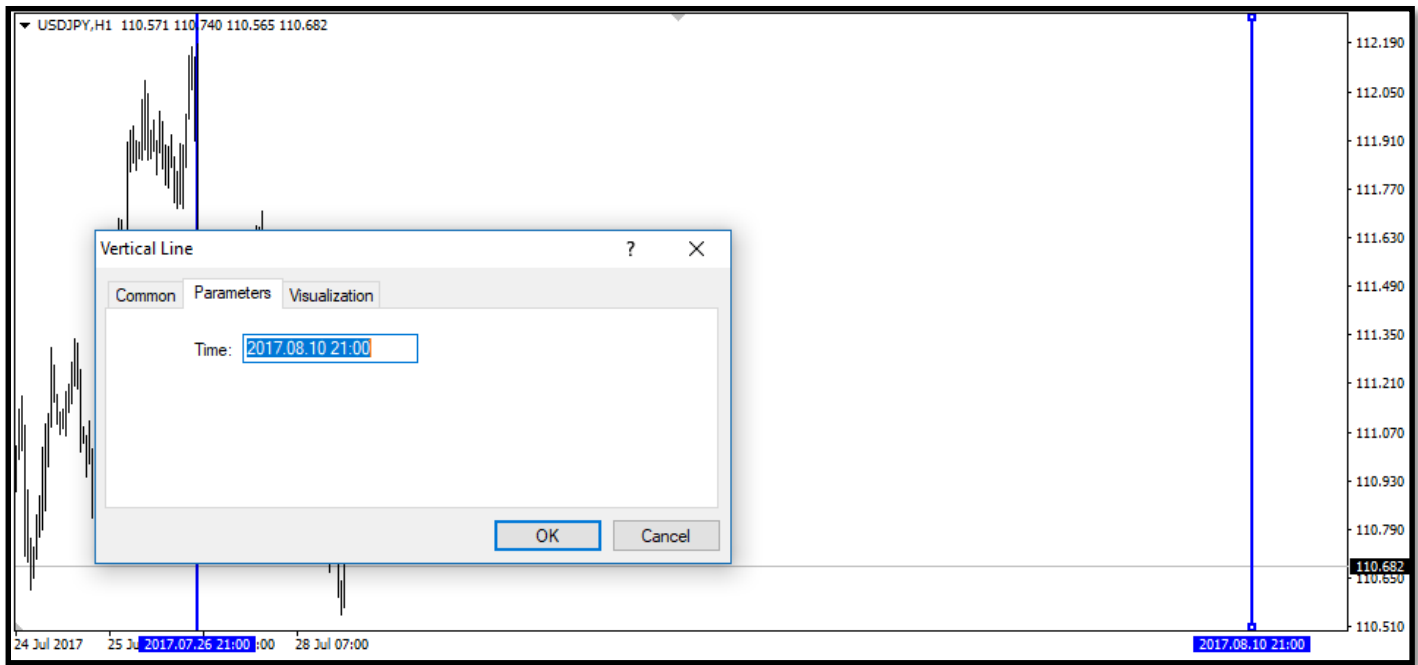 USDJPY,H1 110.571 110.740 110.565 110.682
112.190
112.050
111.910
111.770
111.630
111.490
111.350
111.210
111.070
110.930
110.790
110.682
110.650
110.510
Vertical Line ?
Common Parameters Visualization
Time: 2017.08.10 21:00
OK Cancel
24 Jul 2017 25 Ju 2017.07.26 21:00 :00 28 Jul 07:00 2017.08.10 21:00